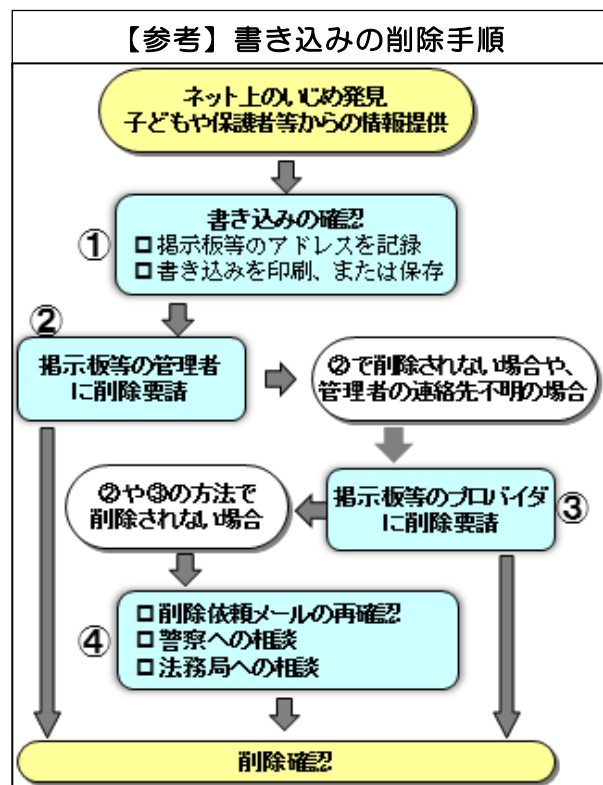 【参考】書き込みの削除手順
ネット上のいじめ発見
子どもや保護者等からの情報提供
書き込みの確認
①
□掲示板等のアドレスを記録
□書き込みを印刷、または保存
②
掲示板等の管理者
に削除要請
②で削除されない場合や、
管理者の連絡先不明の場合
掲示板等のプロバイダ
に削除要請
③
②や③の方法で
削除されない場合
④
□削除依頼メールの再確認
□警察への相談
□法務局への相談
削除確認